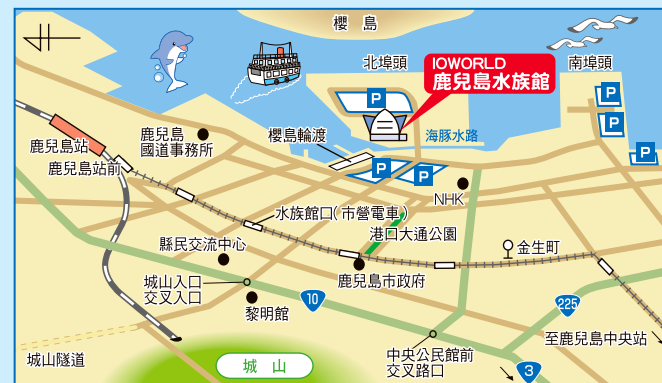 櫻島
北埠頭
IOWORLD
鹿兒島水族館
南埠頭
P
P
P
P
P
P
海豚水路
鹿兒島
國道事務所
櫻島輪渡
鹿兒島站
鹿兒島站前
NHK
水族館口(市營電車)
港口大通公園
縣民交流中心
金生町
鹿兒島市政府
城山入口
交叉入口
黎明館
10
225
至鹿兒島中央站
城山隧道
城山
中央公民館前
交叉路口
3